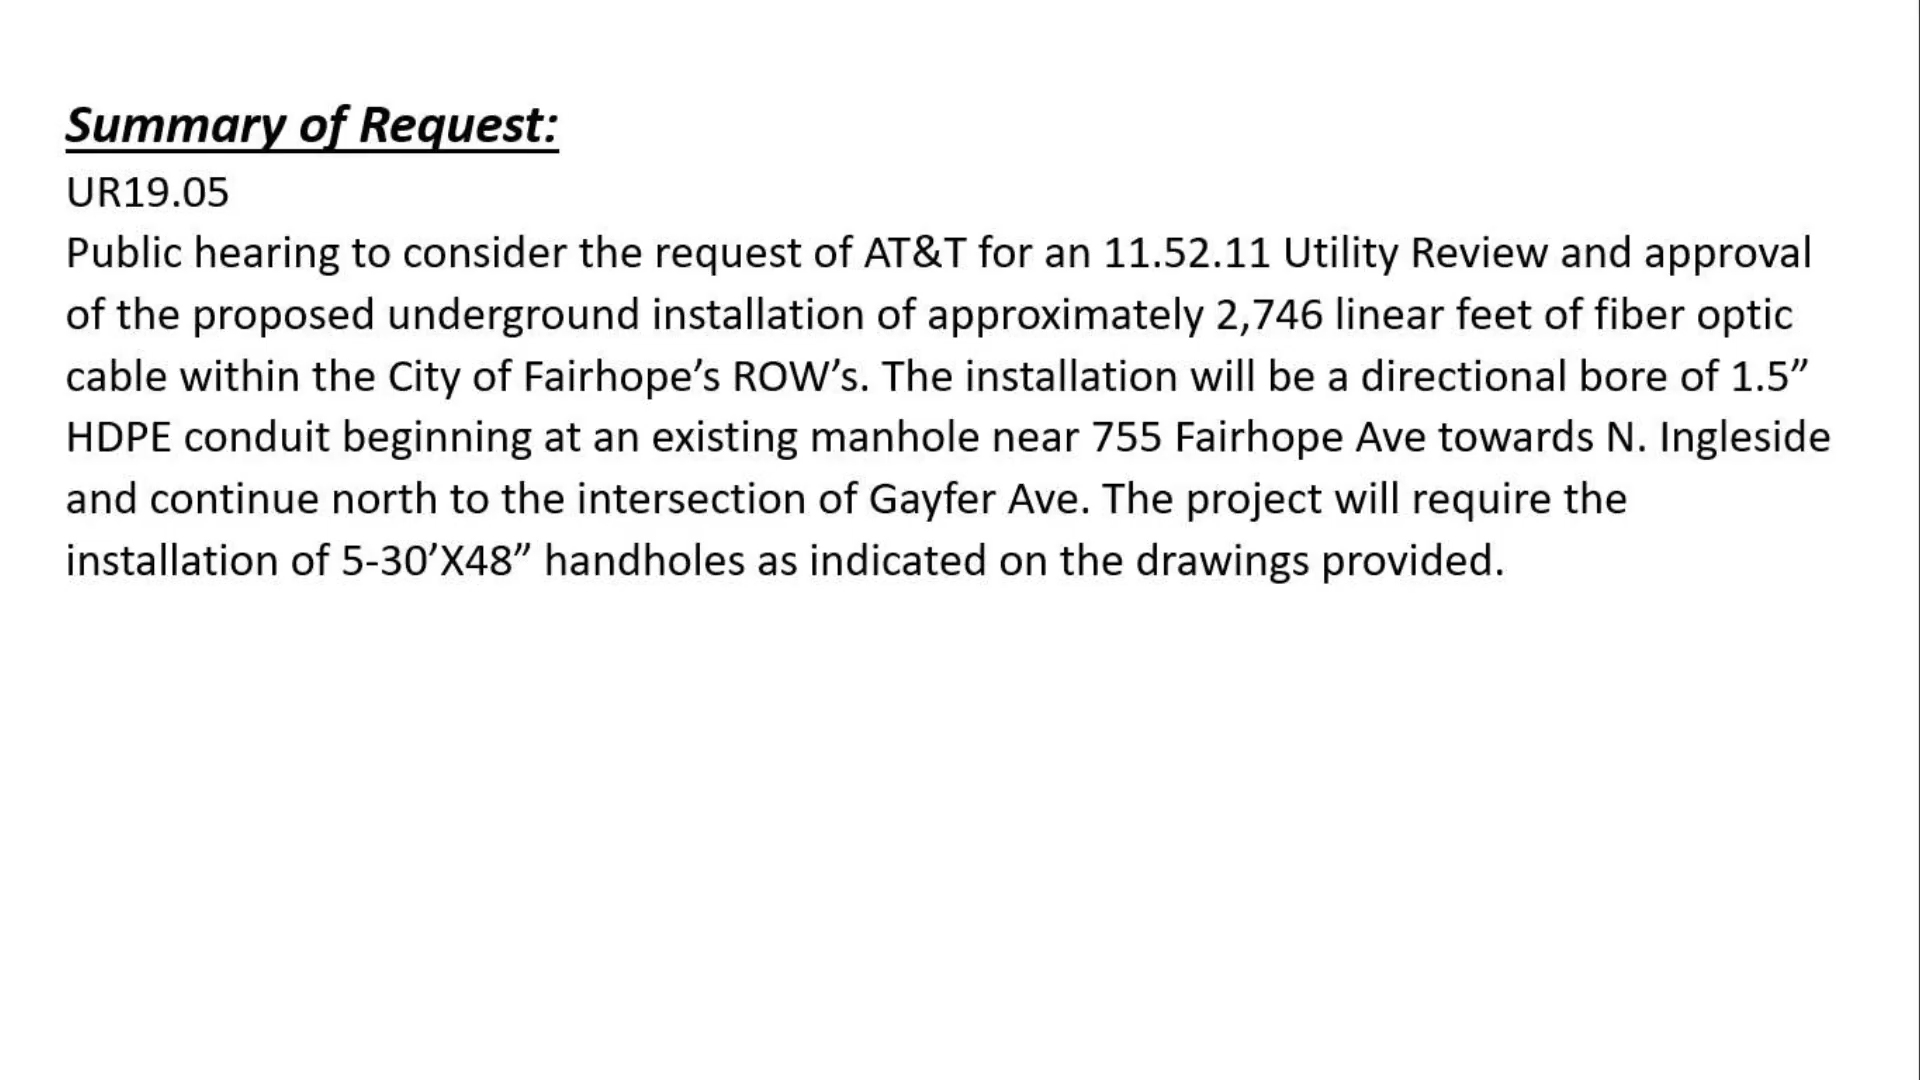 Summary of Request:
UR19.05
Public hearing to consider the request of AT&T for an 11.52.11 Utility Review and approval
of the proposed underground installation of approximately 2,746 linear feet of fiber optic
cable within the City of Fairhope’s ROW’s. The installation will be a directional bore of 1.5”
HDPE conduit beginning at an existing manhole near 755 Fairhope Ave towards N. Ingleside
and continue north to the intersection of Gayfer Ave. The project will require the
installation of 5-30’X48” handholes as indicated on the drawings provided.